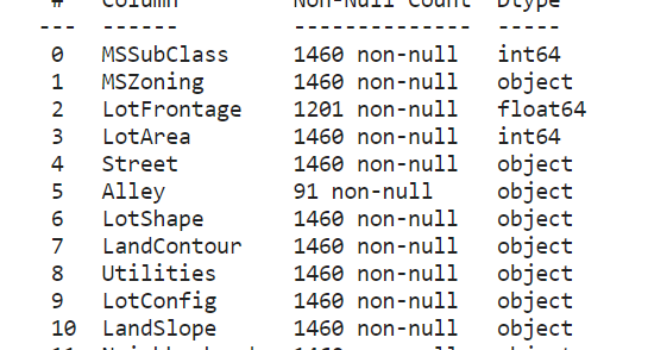 #   Column       Non-Null Count  Dtype
---  ------       --------------  -----
0   MSSubClass   1460 non-null   int64
1   MSZoning     1460 non-null   object
2   LotFrontage  1201 non-null   float64
3   LotArea      1460 non-null   int64
4   Street       1460 non-null   object
5   Alley        91 non-null     object
6   LotShape     1460 non-null   object
7   LandContour  1460 non-null   object
8   Utilities    1460 non-null   object
9   LotConfig    1460 non-null   object
10  LandSlope    1460 non-null   object